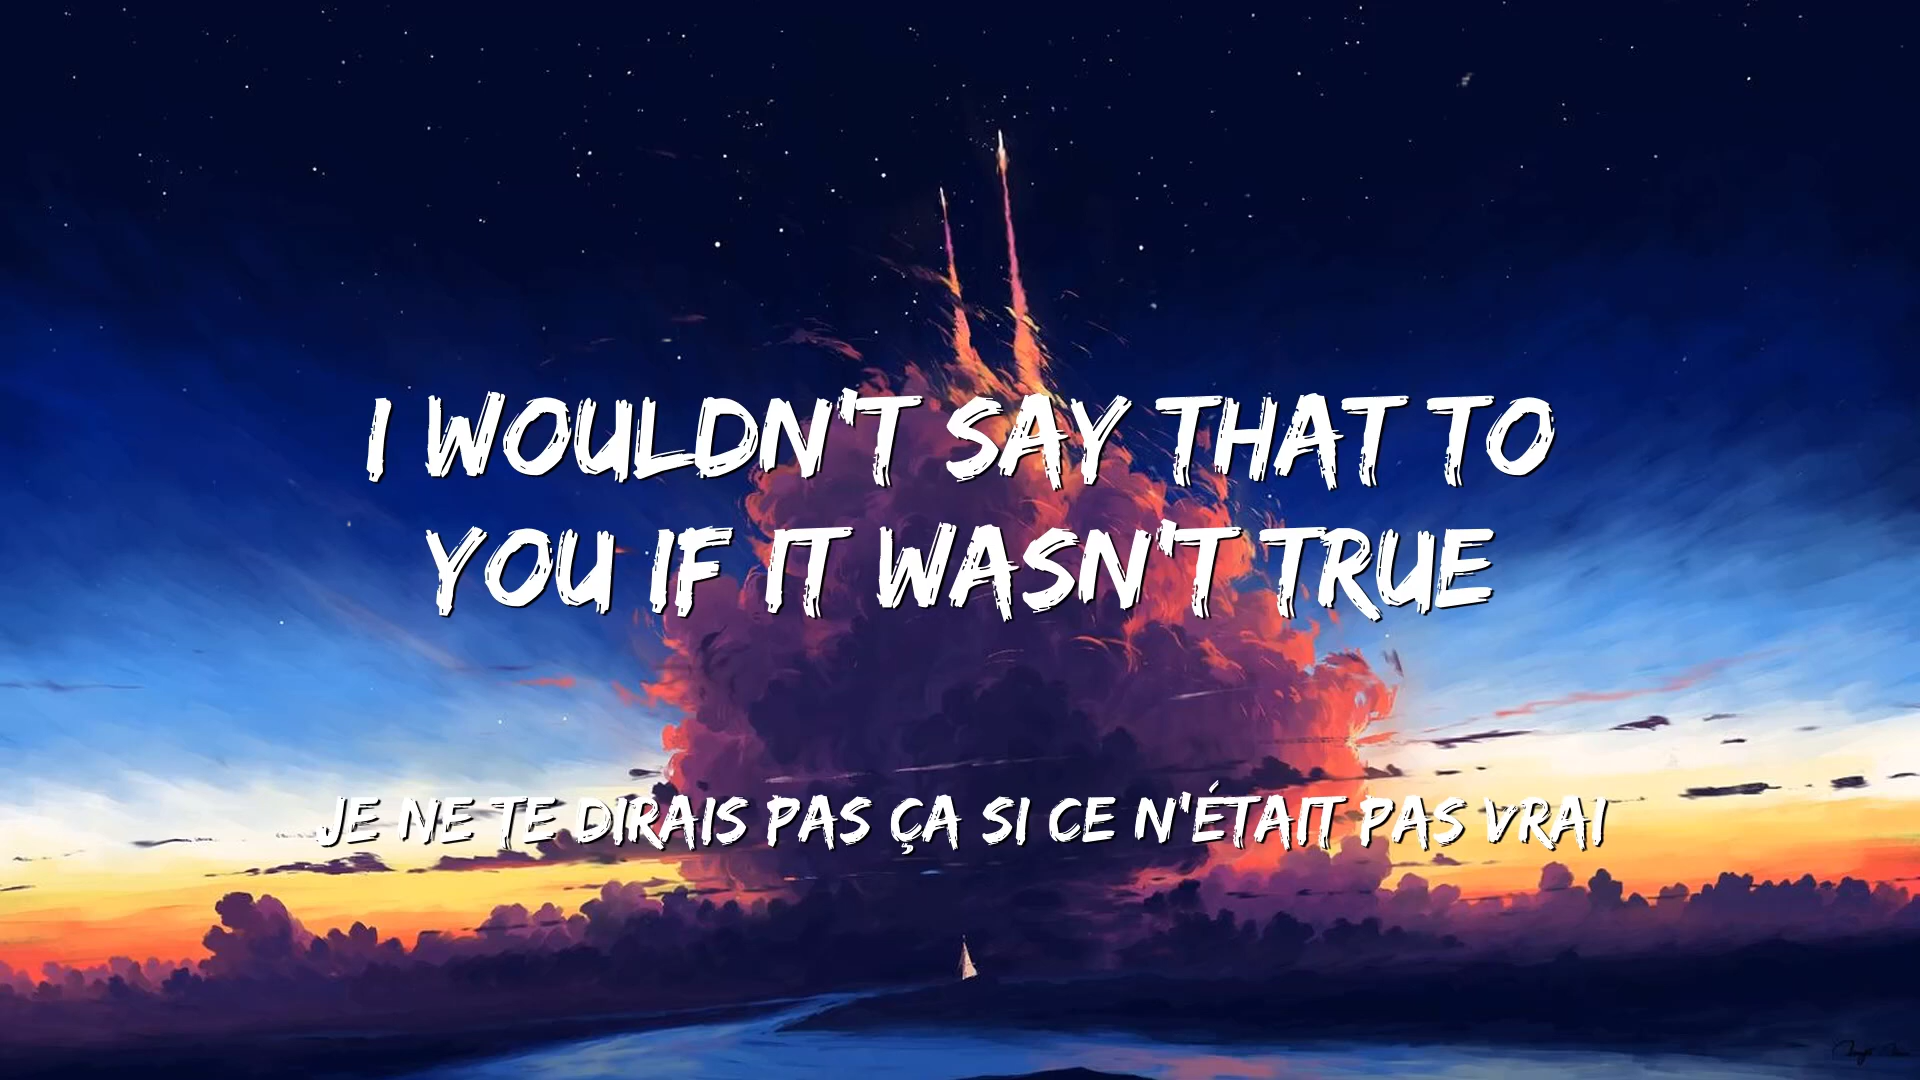 I WOULDN'T SAY THAT TO
YOU IF IT WASN'T TRUE
JE NE TE DIRAIS PAS ÇA SI CE N'ÉTAIT PAS VRAI